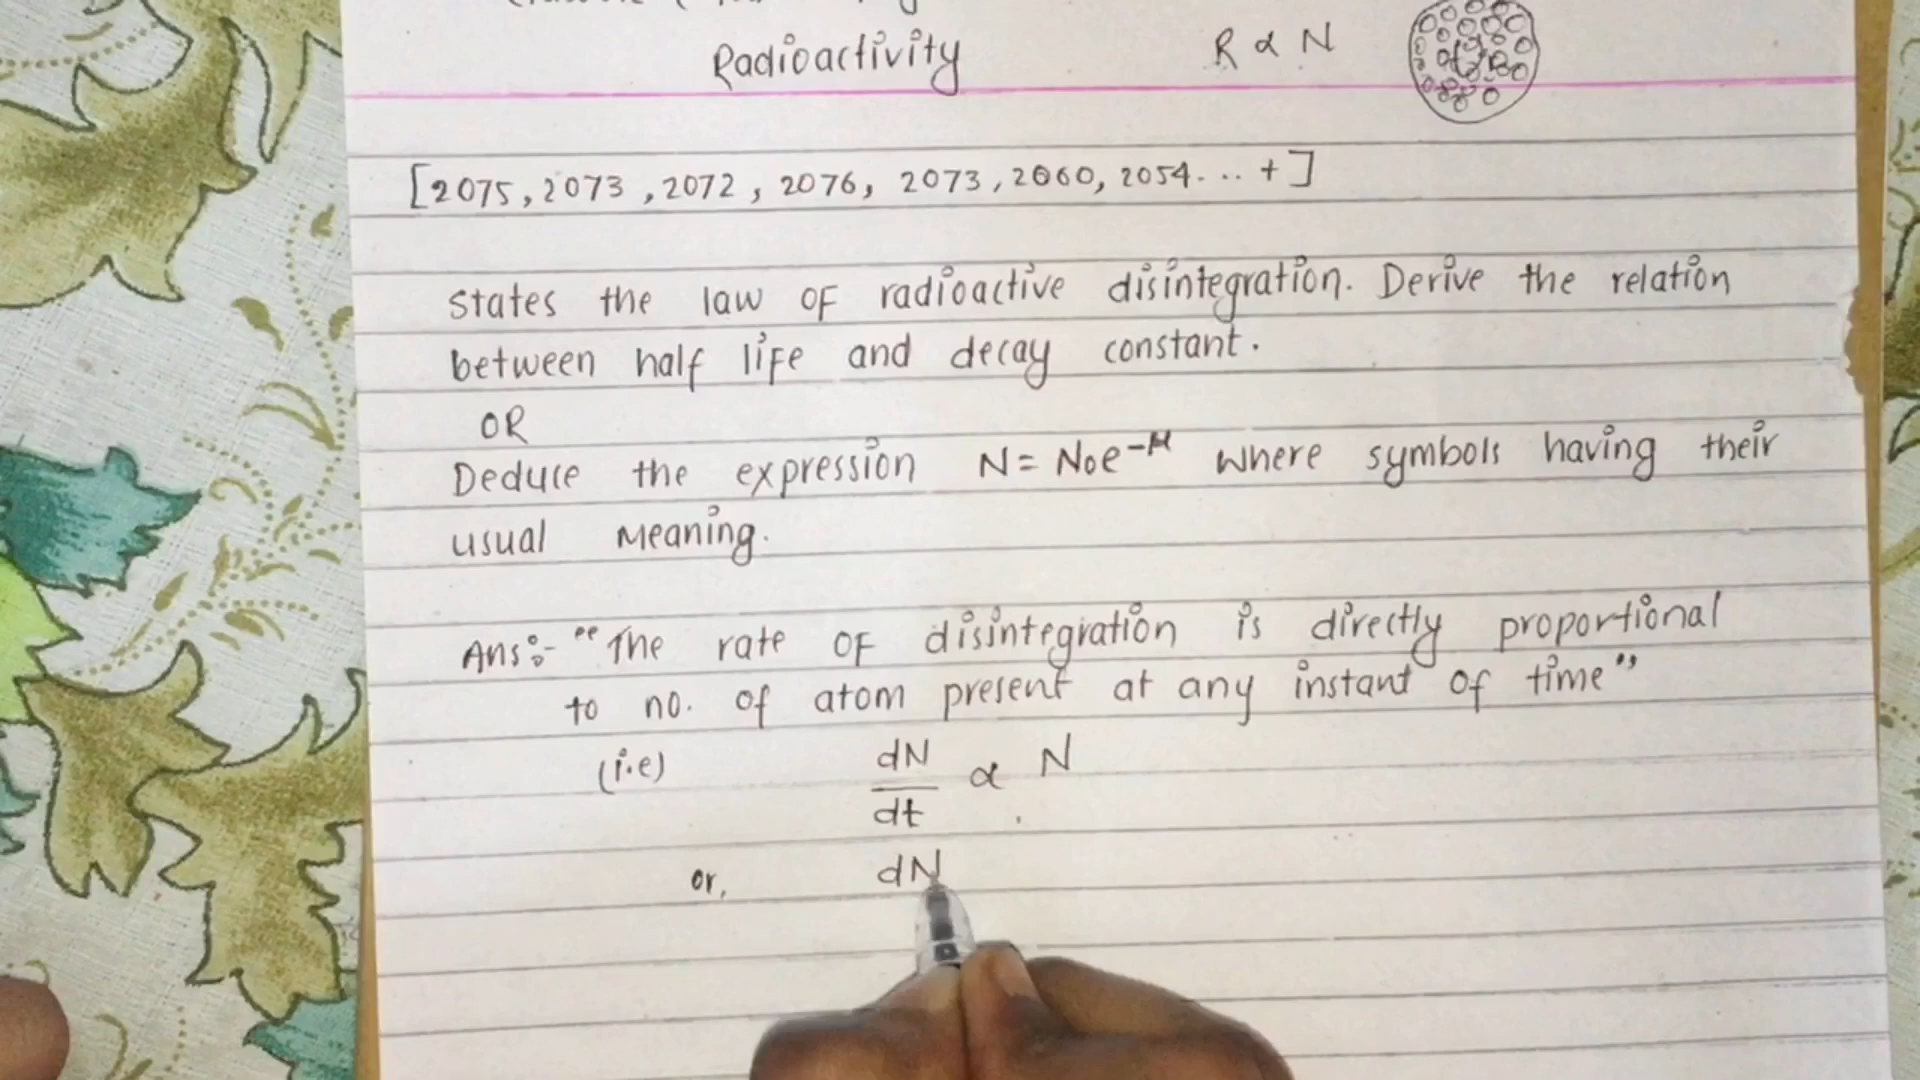 Radioactivity R ∝ N
[2075, 2073, 2072, 2076, 2073, 2060, 2054. ... + ]
States the law of radioactive disintegration. Derive the relation
between half life and decay constant.
OR
Deduce the expression N = N₀e⁻ where symbols having their
usual meaning.
Ans:- "The rate of disintegration is directly proportional
to no. of atom present at any instant of time"
(i.e) dN/dt ∝ N
or, dN